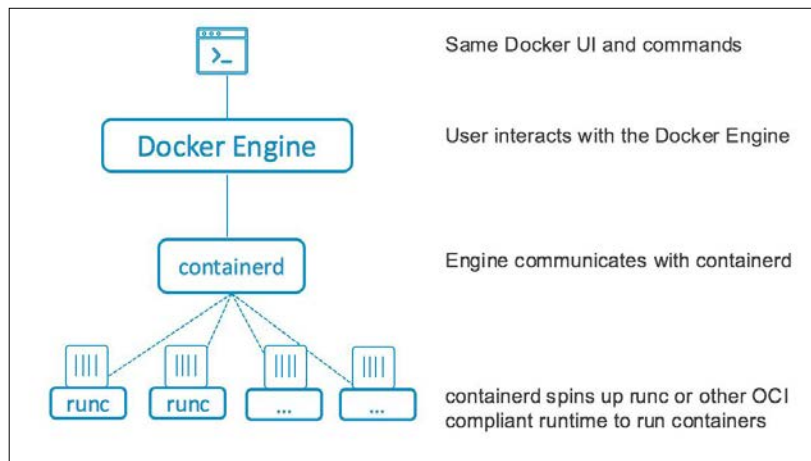 >_
Same Docker UI and commands
Docker Engine
User interacts with the Docker Engine
containerd
Engine communicates with containerd
runc
runc
...
...
containerd spins up runc or other OCI
compliant runtime to run containers